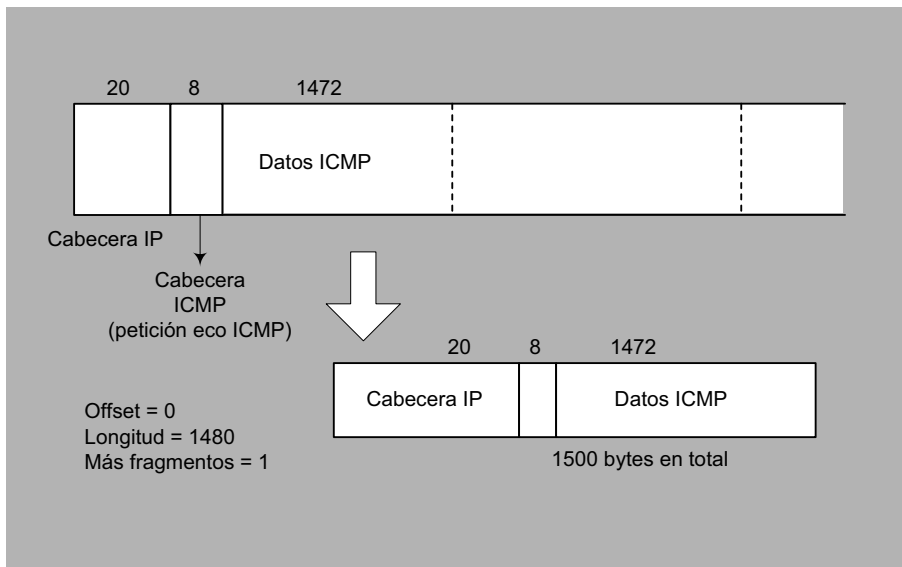 20 8 1472
Datos ICMP
Cabecera IP
Cabecera
ICMP
(petición eco ICMP)
20 8 1472
Cabecera IP Datos ICMP
Offset = 0
Longitud = 1480
Más fragmentos = 1
1500 bytes en total